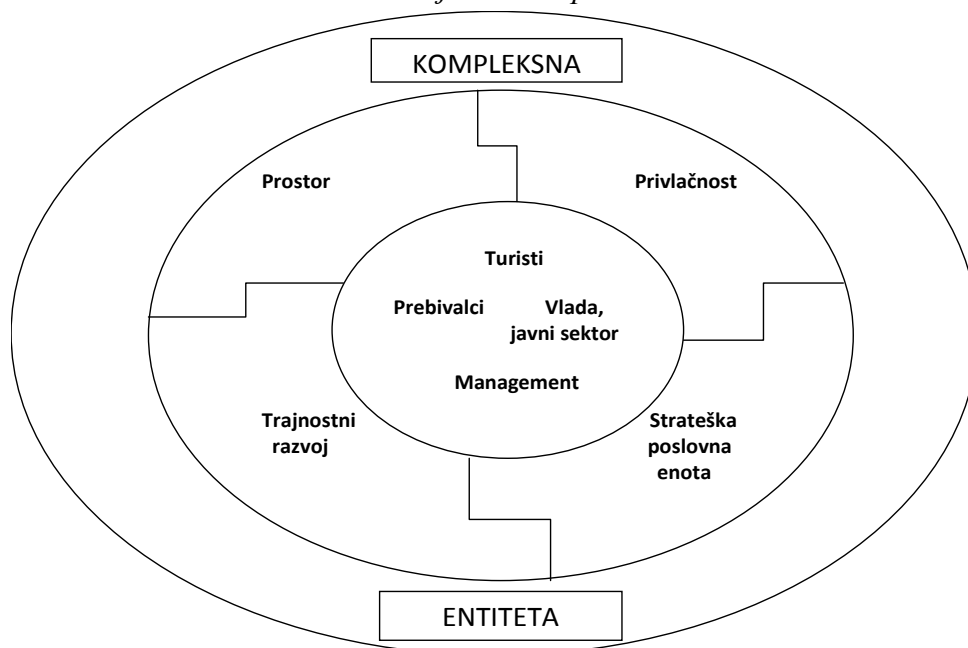 KOMPLEKSNA
Prostor
Privlačnost
Turisti
Prebivalci
Vlada,
javni sektor
Management
Trajnostni
razvoj
Strateška
poslovna
enota
ENTITETA